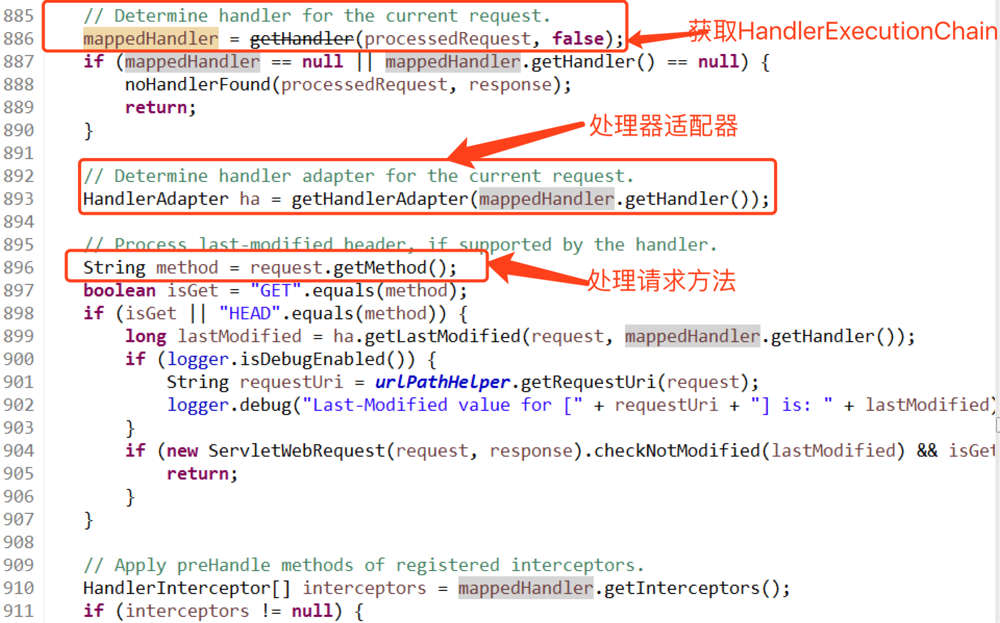 885 // Determine handler for the current request.
886 mappedHandler = getHandler(processedRequest, false);
获取HandlerExecutionChain
887 if (mappedHandler == null || mappedHandler.getHandler() == null) {
888 noHandlerFound(processedRequest, response);
889 return;
890 }
处理器适配器
891
892 // Determine handler adapter for the current request.
893 HandlerAdapter ha = getHandlerAdapter(mappedHandler.getHandler());
894
895 // Process last-modified header, if supported by the handler.
896 String method = request.getMethod();
处理请求方法
897 boolean isGet = "GET".equals(method);
898 if (isGet || "HEAD".equals(method)) {
899 long lastModified = ha.getLastModified(request, mappedHandler.getHandler());
900 if (logger.isDebugEnabled()) {
901 String requestUri = urlPathHelper.getRequestUri(request);
902 logger.debug("Last-Modified value for [" + requestUri + "] is: " + lastModified)
903 }
904 if (new ServletWebRequest(request, response).checkNotModified(lastModified) && isGet
905 return;
906 }
907 }
908
909 // Apply preHandle methods of registered interceptors.
910 HandlerInterceptor[] interceptors = mappedHandler.getInterceptors();
911 if (interceptors != null) {